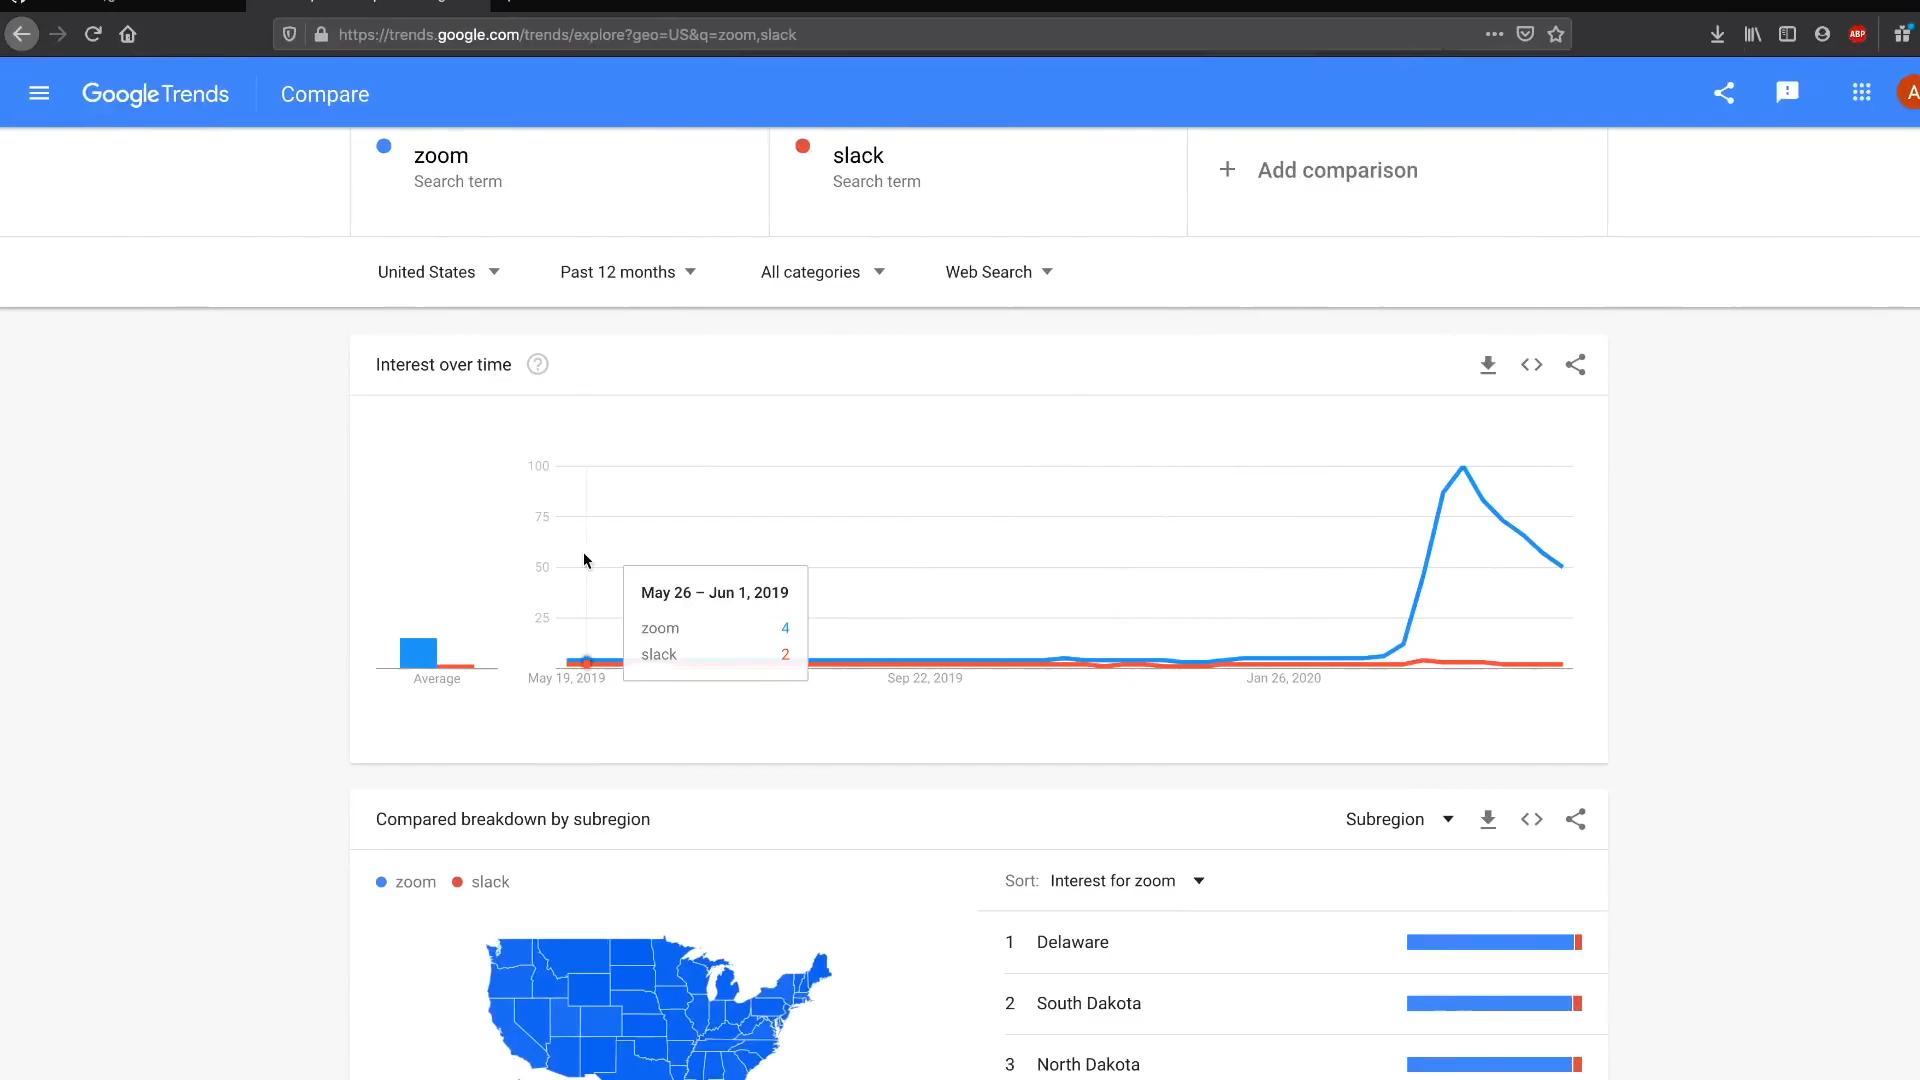 https://trends.google.com/trends/explore?geo=US&q=zoom,slack
ABP
Google Trends
Compare
A
zoom
Search term
slack
Search term
+ Add comparison
United States
Past 12 months
All categories
Web Search
Interest over time ?
100
75
50
25
Average
May 19, 2019
Sep 22, 2019
Jan 26, 2020
May 26 – Jun 1, 2019
zoom 4
slack 2
Compared breakdown by subregion
Subregion
zoom slack
Sort: Interest for zoom
1 Delaware
2 South Dakota
3 North Dakota